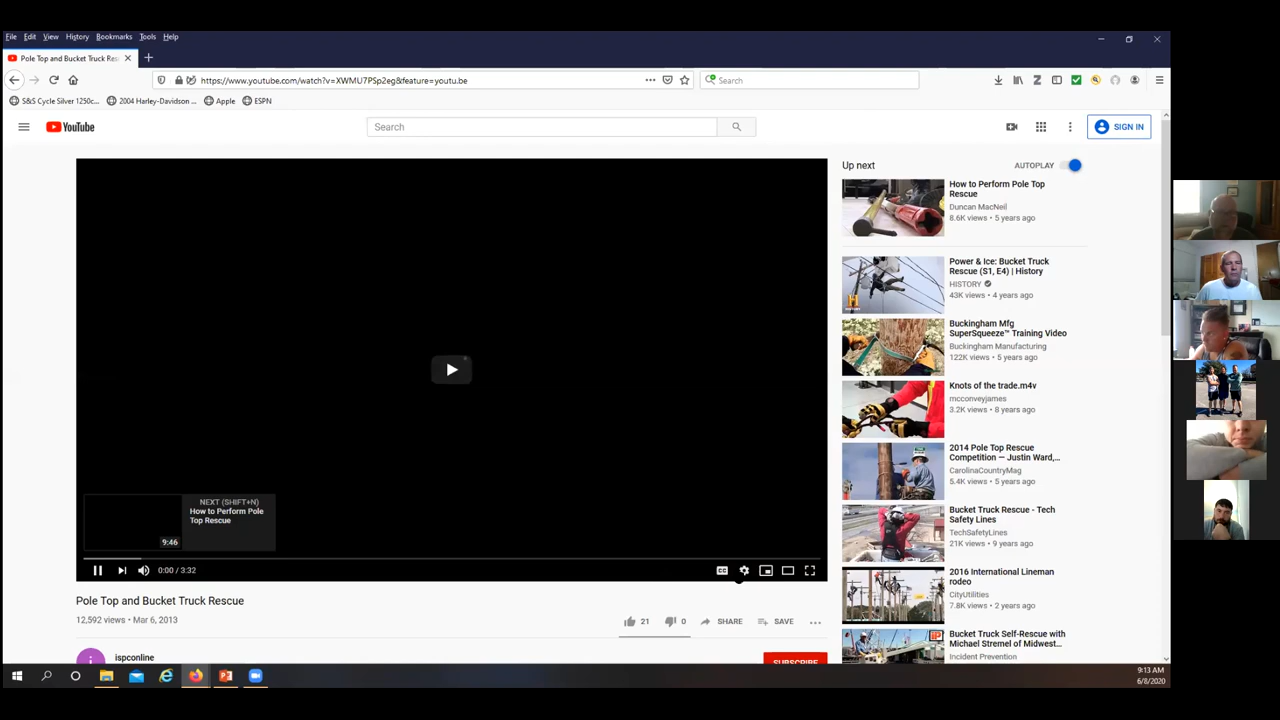 File Edit View History Bookmarks Tools Help
Pole Top and Bucket Truck Res
https://www.youtube.com/watch?v=XWMU7PSp2eg&feature=youtu.be
Search
S&S Cycle Silver 1250c...
2004 Harley-Davidson ...
Apple
ESPN
YouTube
Search
SIGN IN
Up next
AUTOPLAY
How to Perform Pole Top
Rescue
Duncan MacNeil
8.6K views • 5 years ago
Power & Ice: Bucket Truck
Rescue (S1, E4) | History
HISTORY
43K views • 4 years ago
H
Buckingham Mfg
SuperSqueeze™ Training Video
Buckingham Manufacturing
122K views • 5 years ago
Knots of the trade.m4v
mcconveyjames
3.2K views • 8 years ago
2014 Pole Top Rescue
Competition — Justin Ward,...
CarolinaCountryMag
5.4K views • 5 years ago
Bucket Truck Rescue - Tech
Safety Lines
TechSafetyLines
21K views • 9 years ago
2016 International Lineman
rodeo
CityUtilities
7.8K views • 2 years ago
Bucket Truck Self-Rescue with
Michael Stremel of Midwest...
Incident Prevention
iP
NEXT (SHIFT+N)
How to Perform Pole
Top Rescue
9:46
0:00 / 3:32
CC
Pole Top and Bucket Truck Rescue
12,592 views • Mar 6, 2013
21
0
SHARE
SAVE
i
ispconline
SUBSCRIBE
9:13 AM
6/8/2020